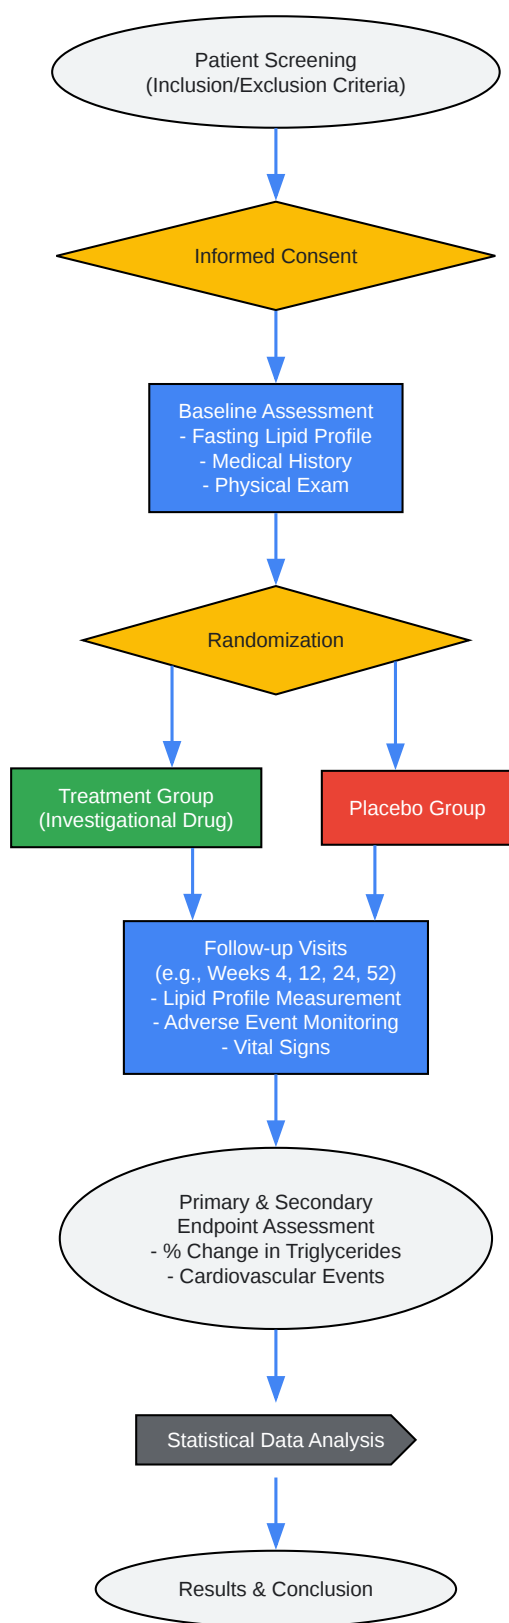 Patient Screening
(Inclusion/Exclusion Criteria)
Informed Consent
Baseline Assessment
- Fasting Lipid Profile
- Medical History
- Physical Exam
Randomization
Treatment Group
(Investigational Drug)
Placebo Group
Follow-up Visits
(e.g., Weeks 4, 12, 24, 52)
- Lipid Profile Measurement
- Adverse Event Monitoring
- Vital Signs
Primary & Secondary
Endpoint Assessment
- % Change in Triglycerides
- Cardiovascular Events
Statistical Data Analysis
Results & Conclusion